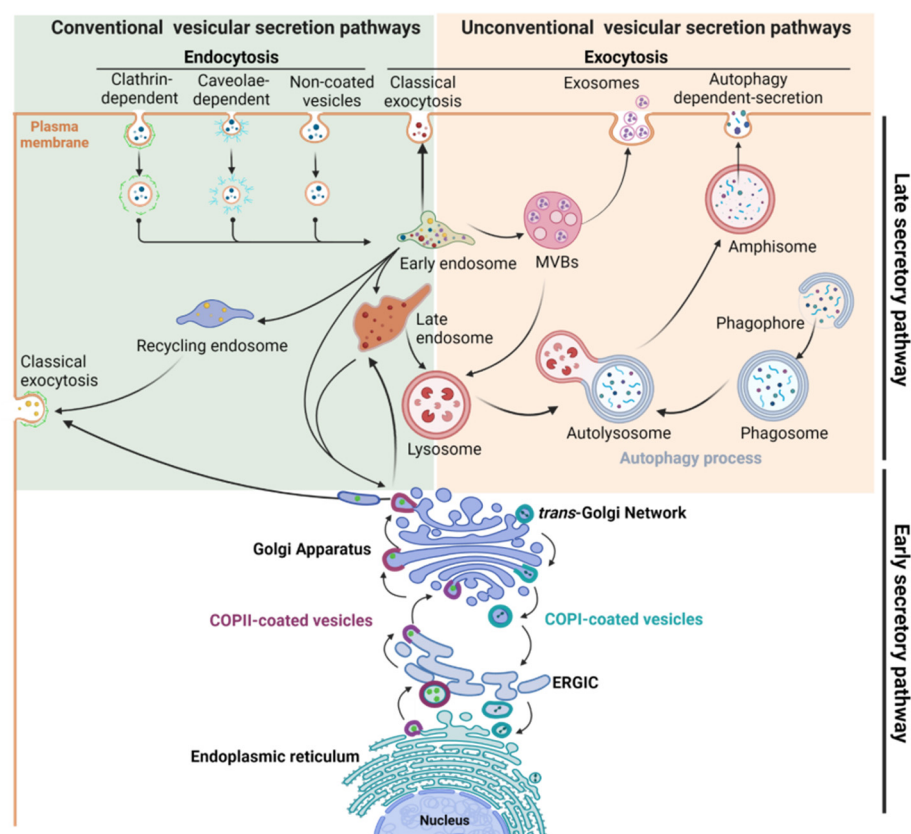 Conventional vesicular secretion pathways
Unconventional vesicular secretion pathways
Endocytosis
Exocytosis
Clathrin-
dependent
Caveolae-
dependent
Non-coated
vesicles
Classical
exocytosis
Exosomes
Autophagy
dependent-secretion
Plasma
membrane
Early endosome
MVBs
Amphisome
Recycling endosome
Late
endosome
Phagophore
Classical
exocytosis
Lysosome
Autolysosome
Phagosome
Autophagy process
Late secretory pathway
trans-Golgi Network
Golgi Apparatus
COPII-coated vesicles
COPI-coated vesicles
ERGIC
Endoplasmic reticulum
Nucleus
Early secretory pathway